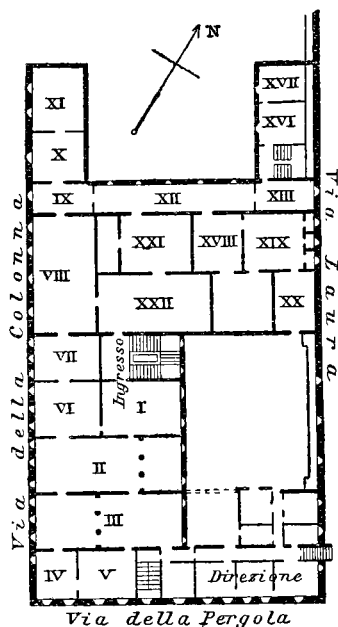 N
XI
XVII
X
XVI
IX
XII
XIII
VIII
XXI
XVIII
XIX
XXII
XX
VII
Ingresso
VI
I
II
III
IV
V
Direzione
Via della Colonna
Via Laura
Via della Pergola